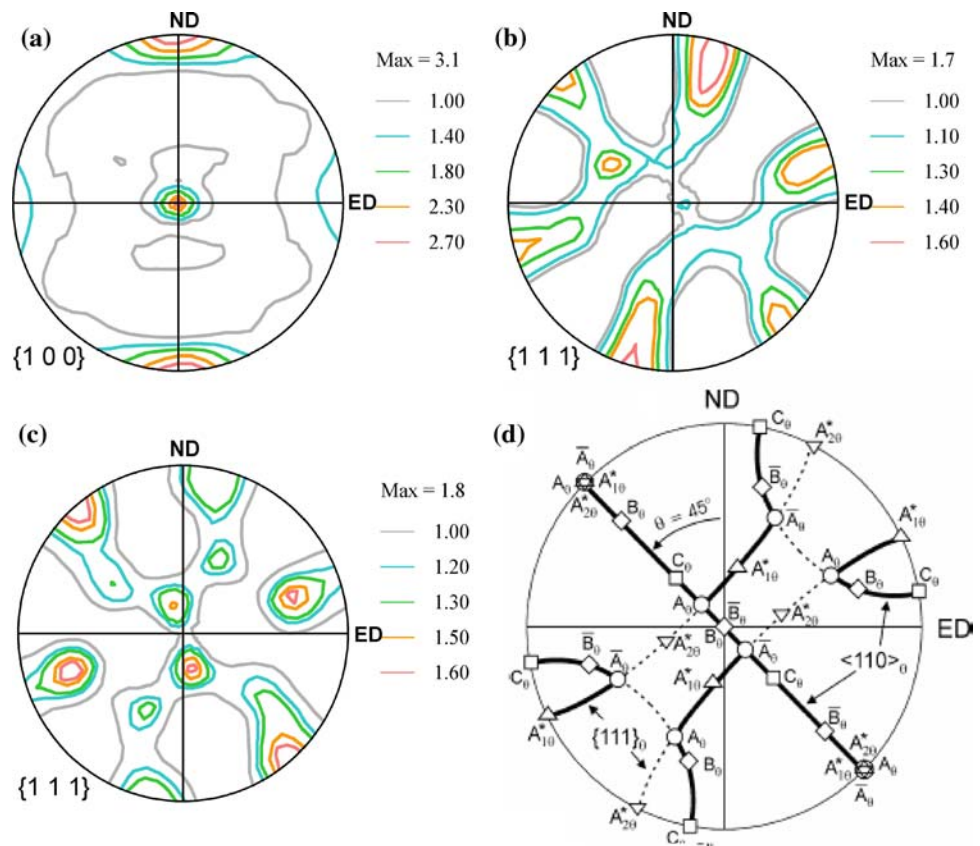 (a)
ND
Max = 3.1
1.00
1.40
1.80
2.30
2.70
ED
{1 0 0}
(b)
ND
Max = 1.7
1.00
1.10
1.30
1.40
1.60
ED
{1 1 1}
(c)
ND
Max = 1.8
1.00
1.20
1.30
1.50
1.60
ED
{1 1 1}
(d)
ND
Cθ
A*2θ
Āθ
Aθ
A*1θ
A*2θ
Bθ
θ = 45°
B̄θ
Āθ
A*1θ
Cθ
A*1θ
Aθ
Bθ
Cθ
Aθ
B̄θ
Bθ
A*2θ
ED
A*2θ
Āθ
Cθ
B̄θ
Āθ
Cθ
A*1θ
Cθ
<110>θ
A*1θ
{111}θ
Aθ
Bθ
B̄θ
A*2θ
A*1θ
Aθ
Āθ
A*2θ
Cθ